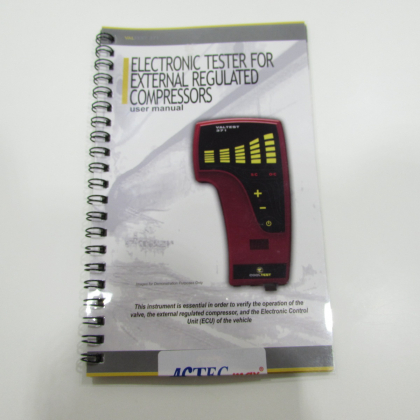 ELECTRONIC TESTER FOR
EXTERNAL REGULATED
COMPRESSORS
user manual
VALTEST
This instrument is essential in order to verify the operation of the
valve, the external regulated compressor, and the Electronic Control
Unit (ECU) of the vehicle